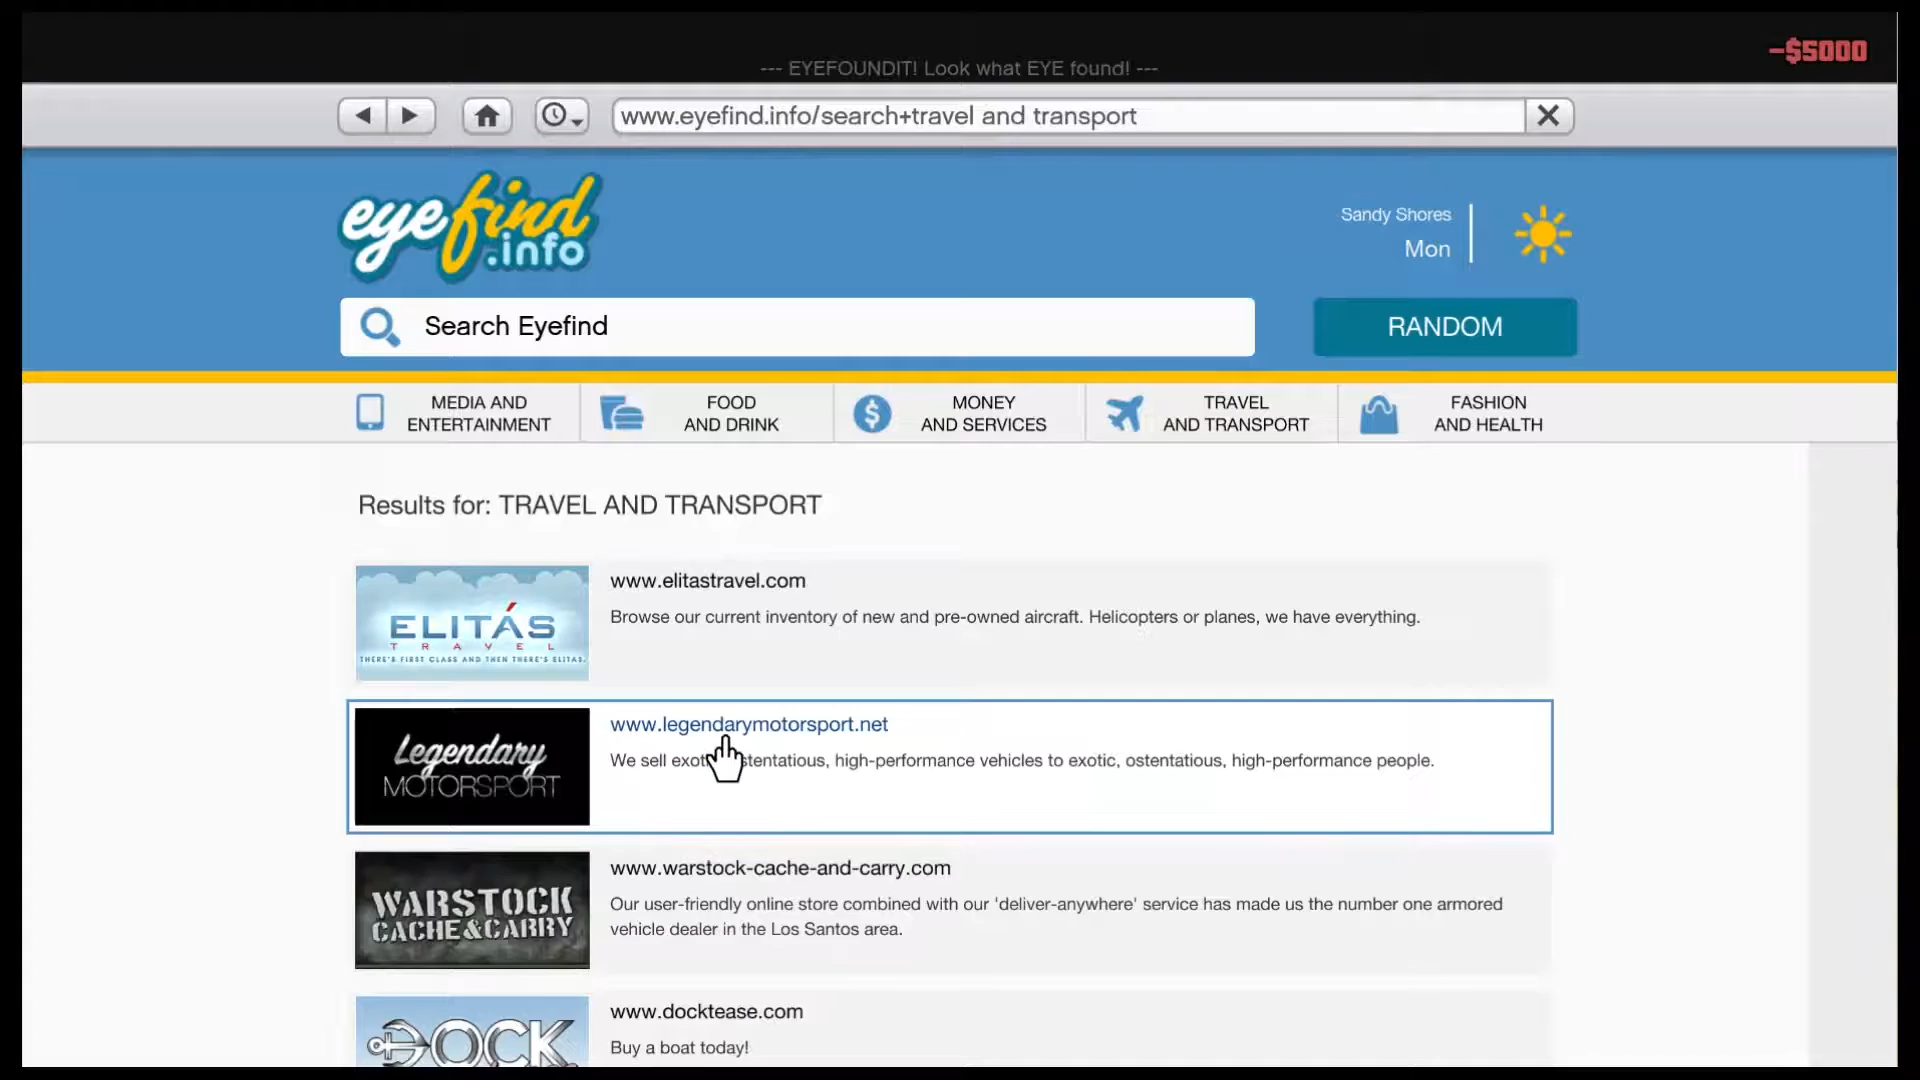 -$5000
--- EYEFOUNDIT! Look what EYE found! ---
www.eyefind.info/search+travel and transport
eyefind
.info
Sandy Shores
Mon
Search Eyefind
RANDOM
MEDIA AND
ENTERTAINMENT
FOOD
AND DRINK
MONEY
AND SERVICES
TRAVEL
AND TRANSPORT
FASHION
AND HEALTH
Results for: TRAVEL AND TRANSPORT
ELITÁS
TRAVEL
THERE'S FIRST CLASS AND THEN THERE'S ELITAS.
www.elitastravel.com
Browse our current inventory of new and pre-owned aircraft. Helicopters or planes, we have everything.
Legendary
MOTORSPORT
www.legendarymotorsport.net
We sell exotic, ostentatious, high-performance vehicles to exotic, ostentatious, high-performance people.
WARSTOCK
CACHE&CARRY
www.warstock-cache-and-carry.com
Our user-friendly online store combined with our 'deliver-anywhere' service has made us the number one armored
vehicle dealer in the Los Santos area.
DOCK
www.docktease.com
Buy a boat today!